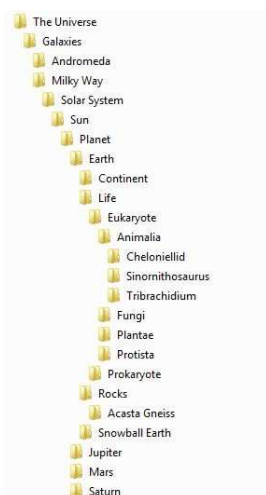 The Universe
Galaxies
Andromeda
Milky Way
Solar System
Sun
Planet
Earth
Continent
Life
Eukaryote
Animalia
Cheloniellid
Sinornithosaurus
Tribrachidium
Fungi
Plantae
Protista
Prokaryote
Rocks
Acasta Gneiss
Snowball Earth
Jupiter
Mars
Saturn